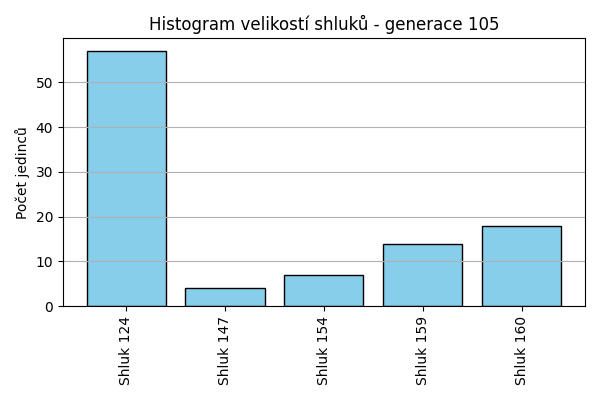 Histogram velikostí shluků - generace 105
Počet jedinců
50
40
30
20
10
0
Shluk 124
Shluk 147
Shluk 154
Shluk 159
Shluk 160